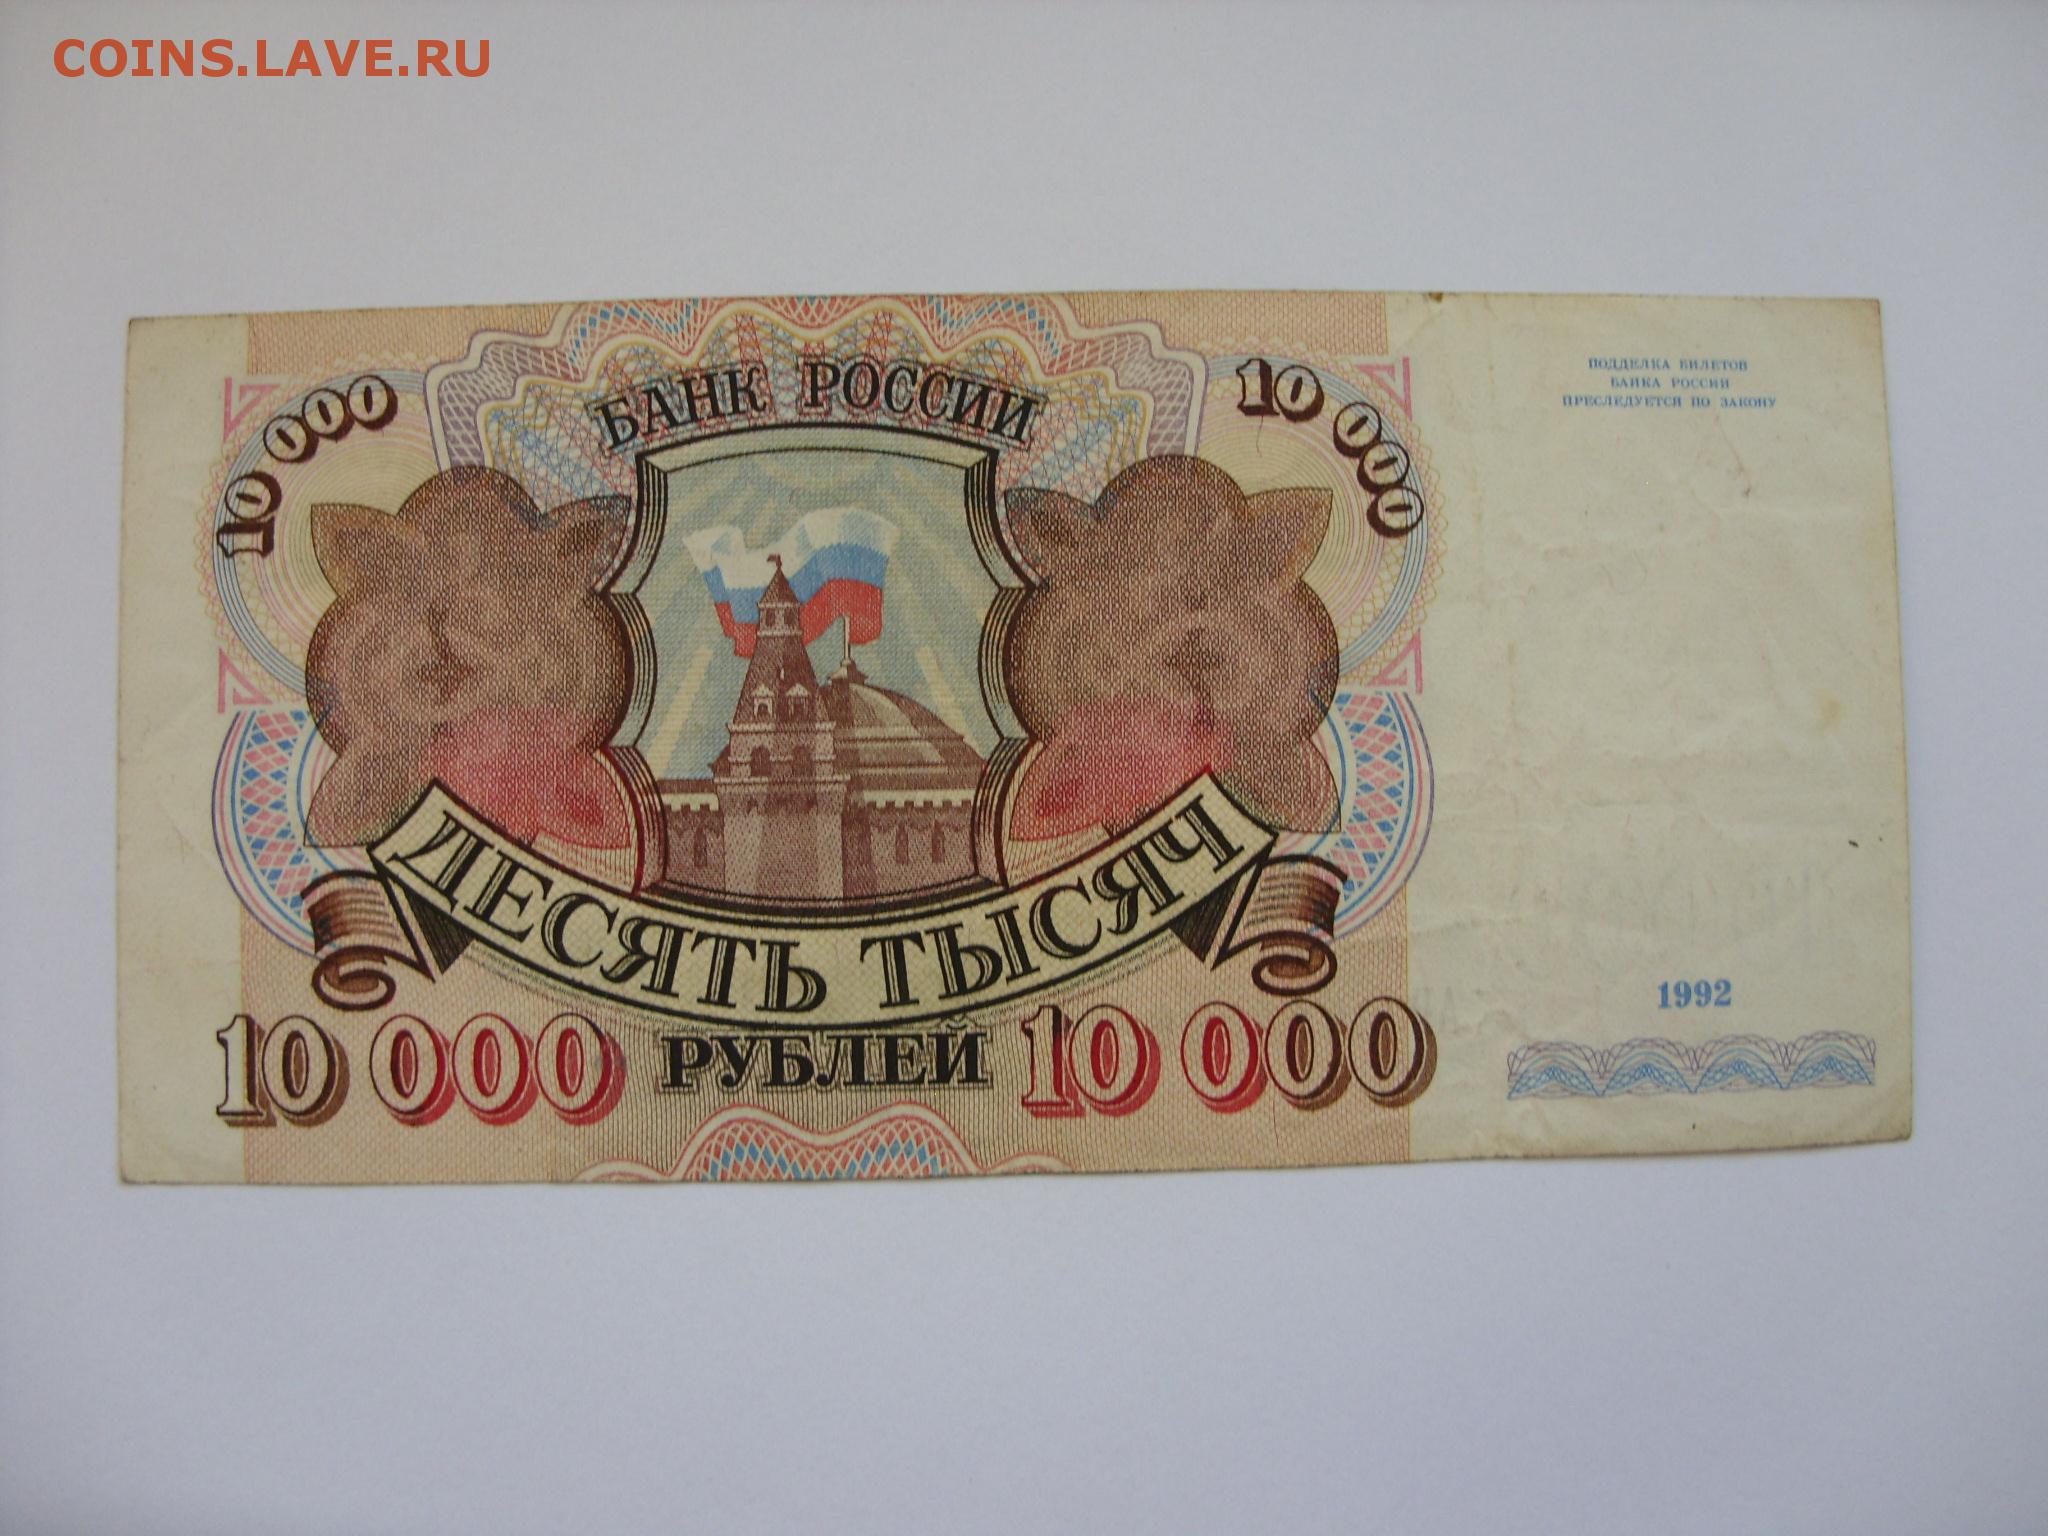 COINS.LAVE.RU
БАНК РОССИИ
10 000
10 000
ПОДДЕЛКА БИЛЕТОВ
БАНКА РОССИИ
ПРЕСЛЕДУЕТСЯ ПО ЗАКОНУ
ДЕСЯТЬ ТЫСЯЧ
10 000 РУБЛЕЙ 10 000
1992